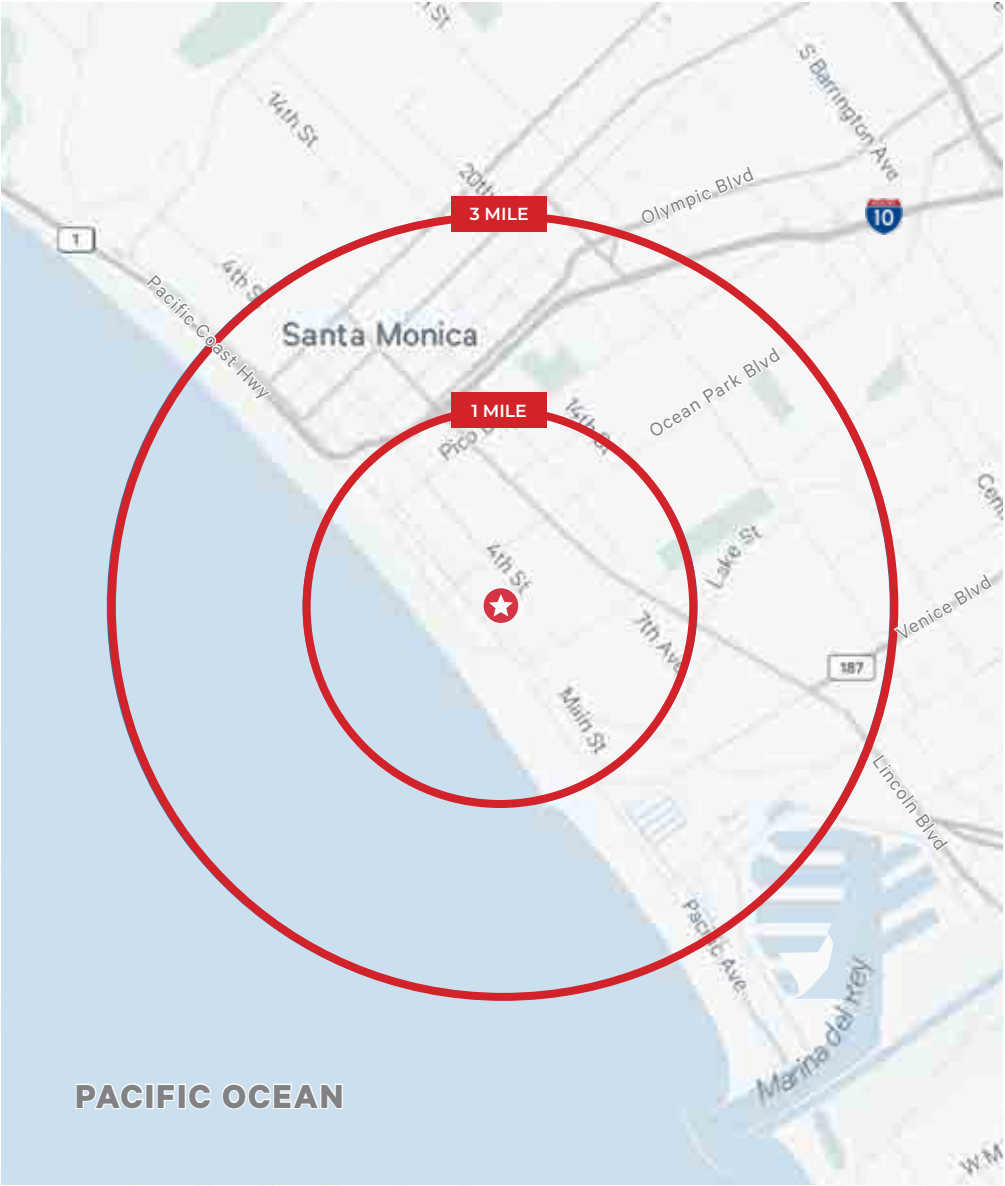 14th St
S Barrington Ave
20th
Olympic Blvd
3 MILE
10
1
4th S
Pacific Coast Hwy
Santa Monica
Ocean Park Blvd
1 MILE
14th St
Pico
4th St
Lake St
Venice Blvd
7th Ave
187
Main St
Lincoln Blvd
Pacific Ave
Marina del Rey
PACIFIC OCEAN